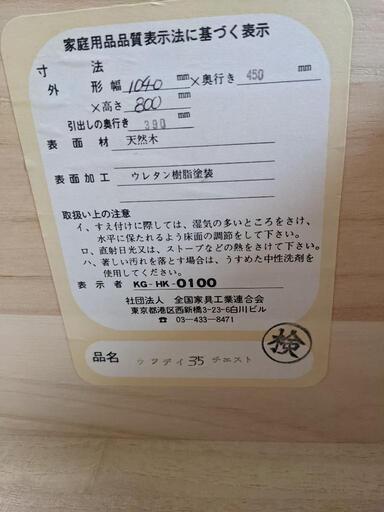 家庭用品品質表示法に基づく表示
寸法
外形 幅 1040 mm × 奥行き 450 mm
×高さ 800 mm
引出しの奥行き 390
表面材 天然木
表面加工 ウレタン樹脂塗装
取扱い上の注意
イ、すえ付けに際しては、湿気の多いところをさけ、
水平に保たれるよう床面の調節をして下さい。
ロ、直射日光又は、ストーブなどの熱をさけて下さい。
ハ、著しい汚れを落とす場合は、うすめた中性洗剤を
使用してください。
表示者 KG-HK-0100
社団法人 全国家具工業連合会
東京都港区西新橋3-23-6白川ビル
☎ 03-433-8471
品名 ウッディ 35 チェスト
検